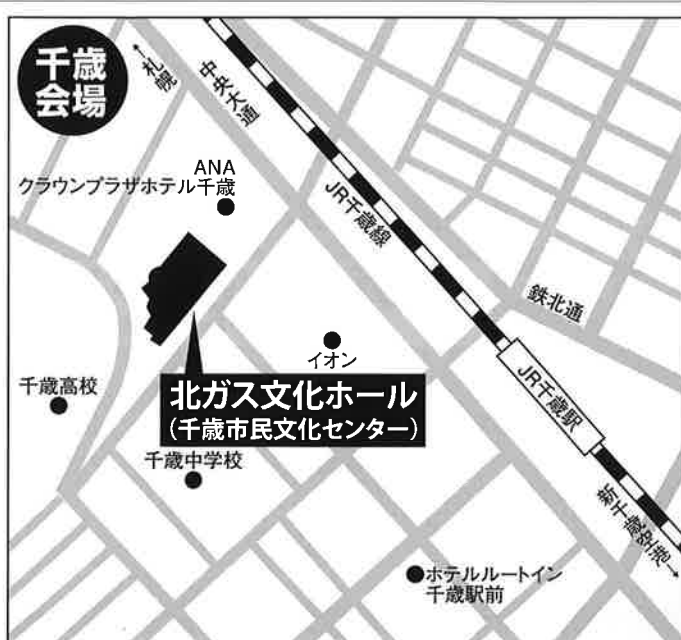 千歳
会場
↑札幌
中央大通
ANA
クラウンプラザホテル千歳
JR千歳線
鉄北通
イオン
JR千歳駅
千歳高校
北ガス文化ホール
(千歳市民文化センター)
千歳中学校
新千歳空港→
ホテルルートイン
千歳駅前